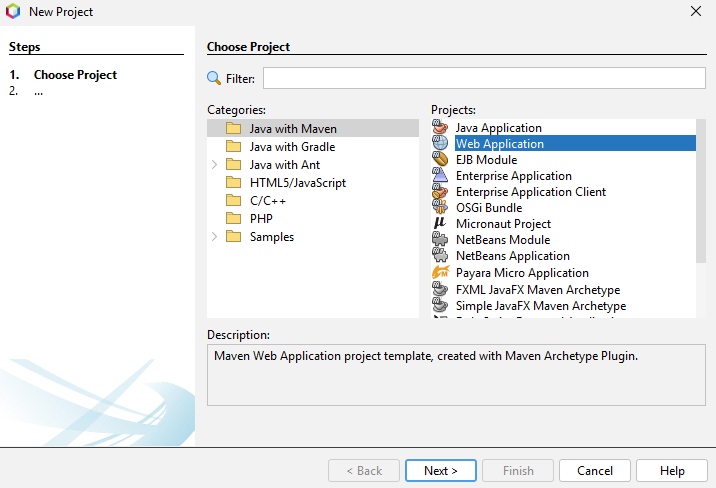 New Project
Steps
1. Choose Project
2. ...
Choose Project
Filter:
Categories:
Java with Maven
Java with Gradle
Java with Ant
HTML5/JavaScript
C/C++
PHP
Samples
Projects:
Java Application
Web Application
EJB Module
Enterprise Application
Enterprise Application Client
OSGi Bundle
Micronaut Project
NetBeans Module
NetBeans Application
Payara Micro Application
FXML JavaFX Maven Archetype
Simple JavaFX Maven Archetype
Description:
Maven Web Application project template, created with Maven Archetype Plugin.
< Back
Next >
Finish
Cancel
Help